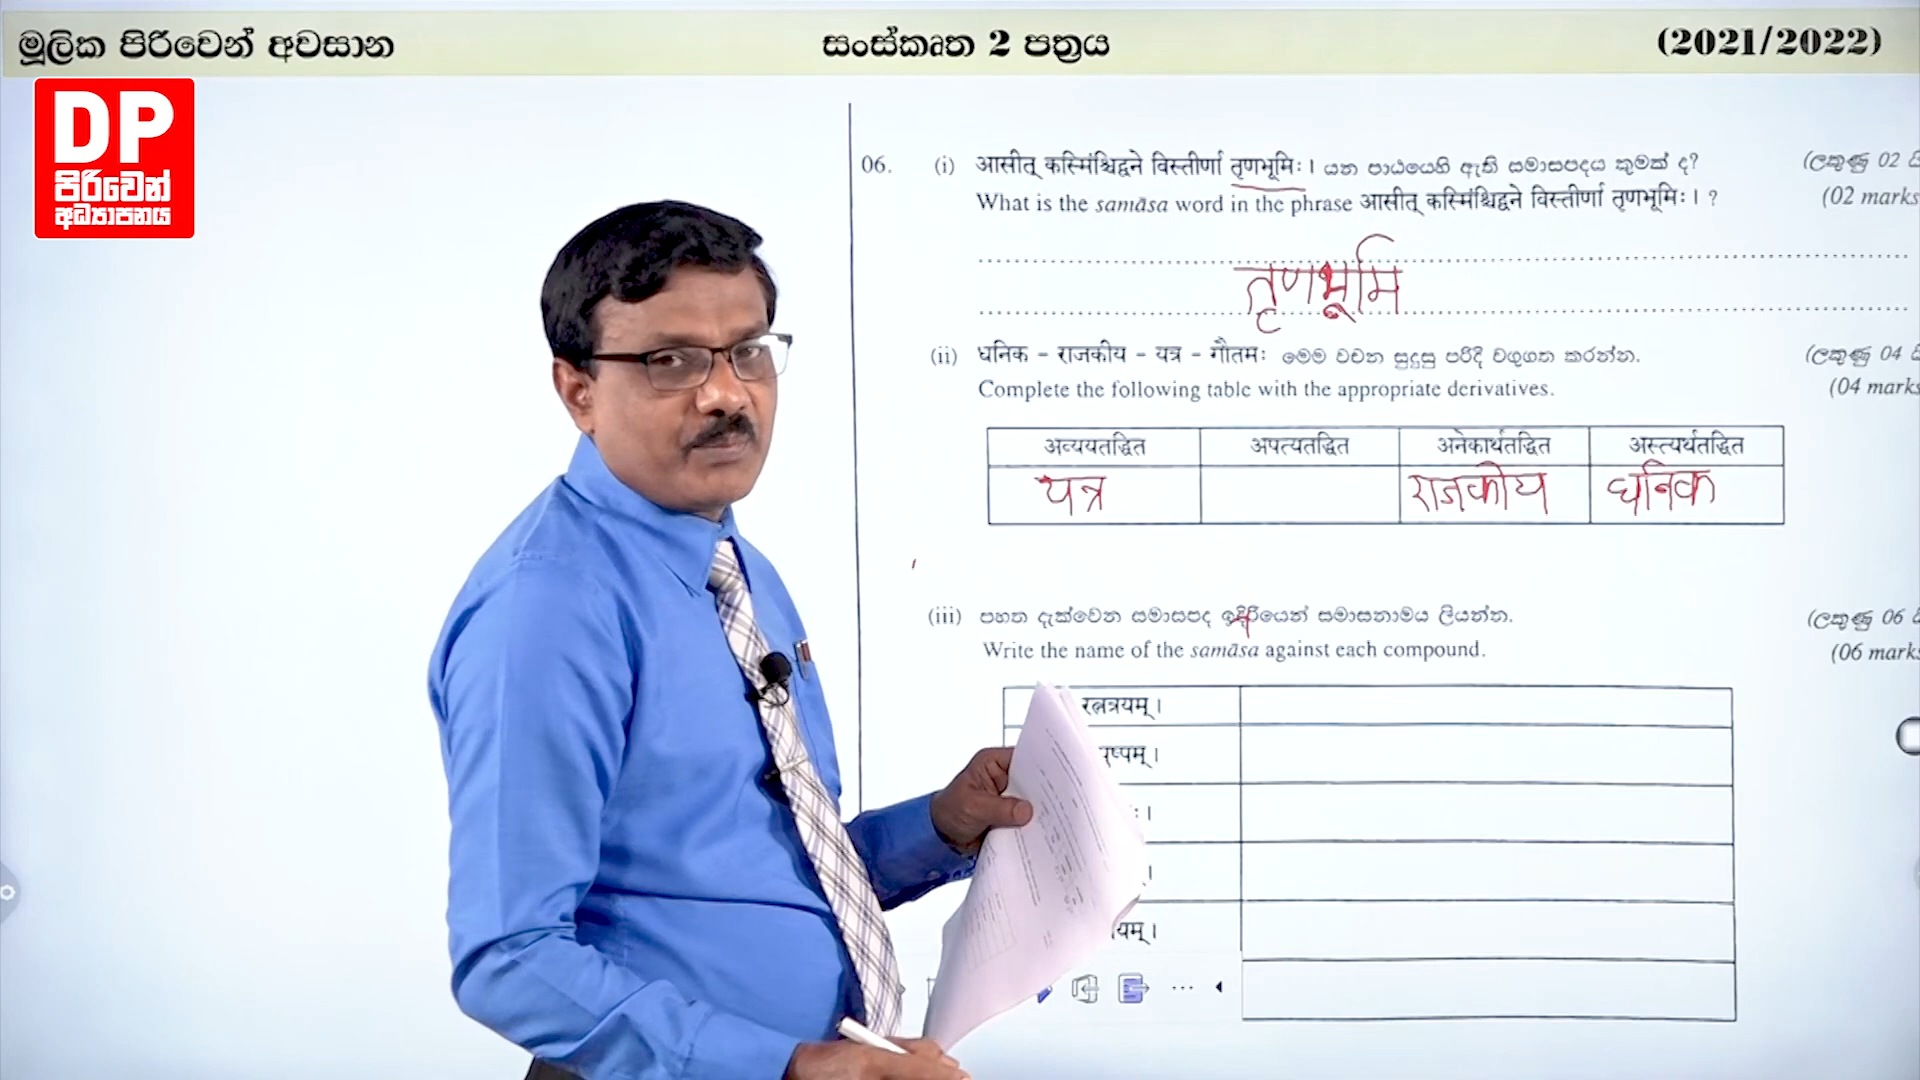 මූලික පිරිවෙන් අවසාන
සංස්කෘත 2 පත්‍රය
(2021/2022)
DP
පිරිවෙන්
අධ්‍යාපනය
06. (i) आसीत् कस्मिंश्चिद्वने विस्तीर्णा तृणभूमिः। යන පාඨයෙහි ඇති සමාසපදය කුමක් ද? (ලකුණු 02
What is the samāsa word in the phrase आसीत् कस्मिंश्चिद्वने विस्तीर्णा तृणभूमिः। ? (02 marks
तृणभूमि
(ii) धनिक - राजकीय - यत्र - गौतमः මෙම වචන සුදුසු පරිදි වගුගත කරන්න. (ලකුණු 04
Complete the following table with the appropriate derivatives. (04 marks
अव्ययतद्धित अपत्यतद्धित अनेकार्थतद्धित अस्त्यर्थतद्धित
यत्र राजकीय धनिक
(iii) පහත දැක්වෙන සමාසපද ඉදිරියෙන් සමාසනාමය ලියන්න. (ලකුණු 06
Write the name of the samāsa against each compound. (06 marks
रत्नत्रयम्।
पुष्पम्।
ः।
।
यम्।